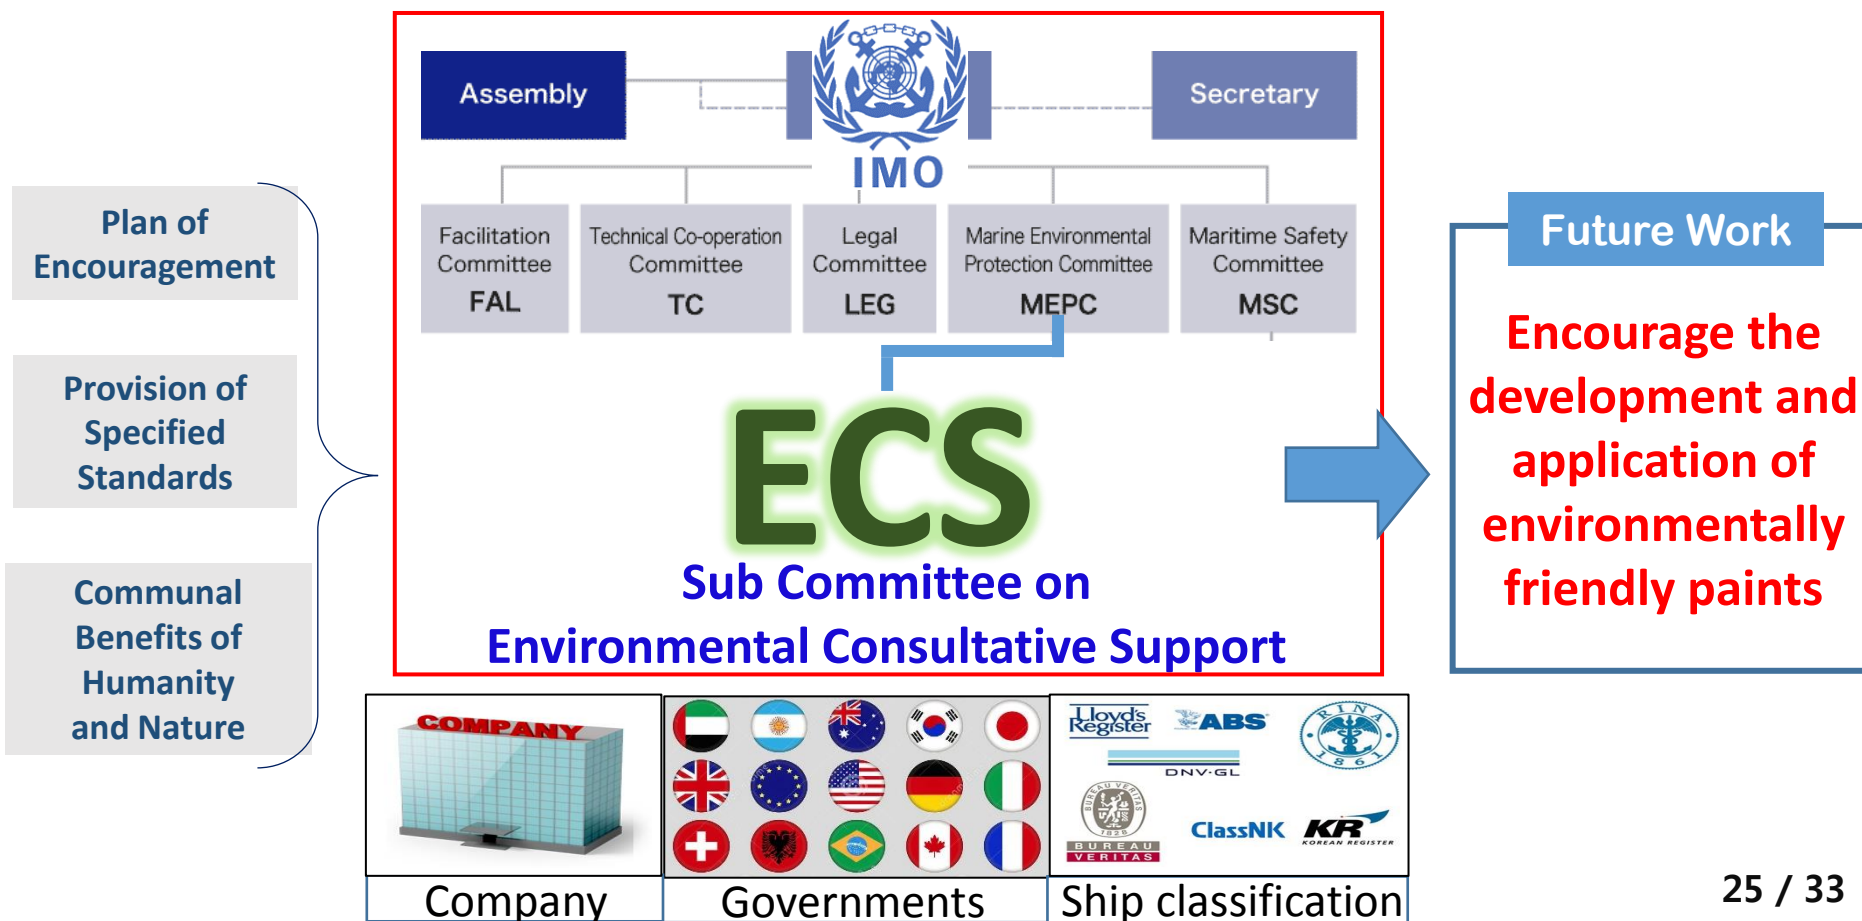 Plan of
Encouragement
Provision of
Specified
Standards
Communal
Benefits of
Humanity
and Nature
Assembly
Secretary
IMO
Facilitation
Committee
FAL
Technical Co-operation
Committee
TC
Legal
Committee
LEG
Marine Environmental
Protection Committee
MEPC
Maritime Safety
Committee
MSC
ECS
Sub Committee on
Environmental Consultative Support
Future Work
Encourage the
development and
application of
environmentally
friendly paints
COMPANY
Company
Governments
Lloyd's
Register
ABS
RINA
1861
DNV·GL
BUREAU VERITAS
1828
BUREAU
VERITAS
ClassNK
KR
KOREAN REGISTER
Ship classification
25 / 33